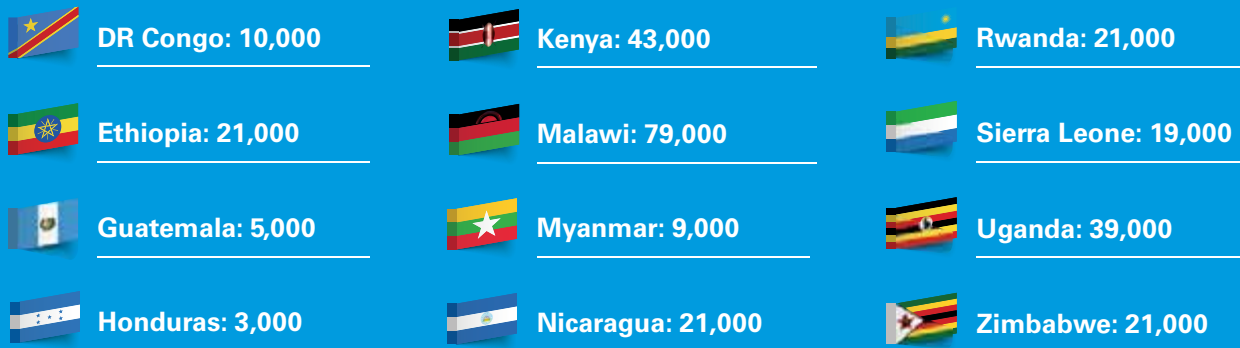 DR Congo: 10,000
Ethiopia: 21,000
Guatemala: 5,000
Honduras: 3,000
Kenya: 43,000
Malawi: 79,000
Myanmar: 9,000
Nicaragua: 21,000
Rwanda: 21,000
Sierra Leone: 19,000
Uganda: 39,000
Zimbabwe: 21,000